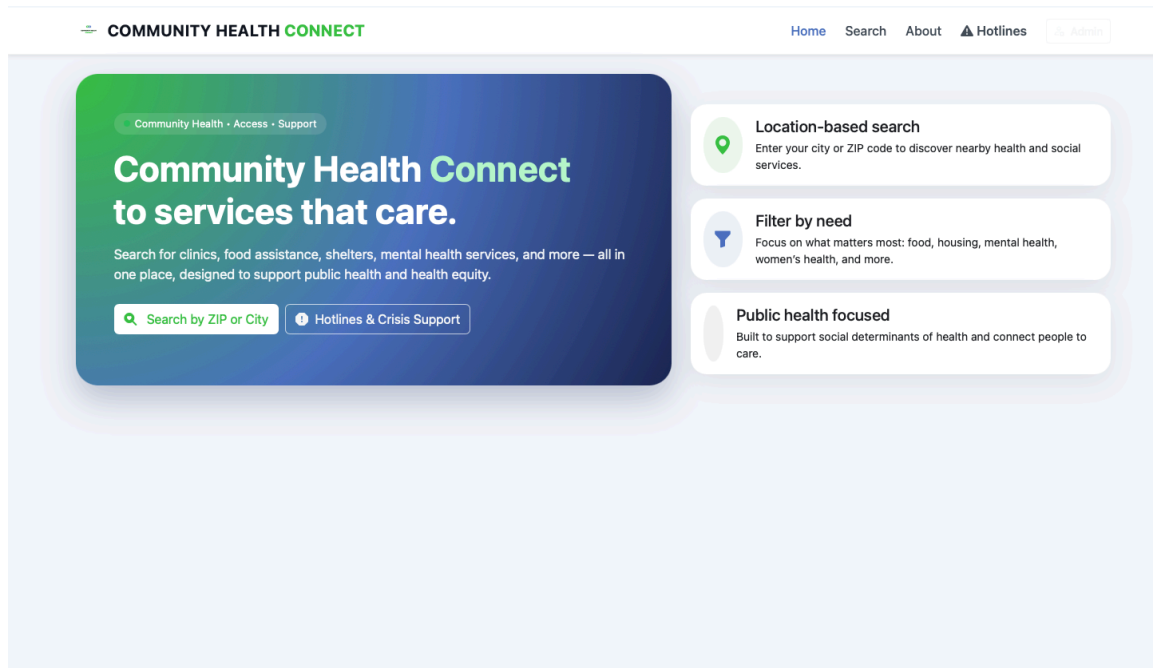 COMMUNITY HEALTH CONNECT
Home
Search
About
Hotlines
Admin
Community Health • Access • Support
Community Health Connect
to services that care.
Search for clinics, food assistance, shelters, mental health services, and more — all in
one place, designed to support public health and health equity.
Search by ZIP or City
Hotlines & Crisis Support
Location-based search
Enter your city or ZIP code to discover nearby health and social
services.
Filter by need
Focus on what matters most: food, housing, mental health,
women's health, and more.
Public health focused
Built to support social determinants of health and connect people to
care.